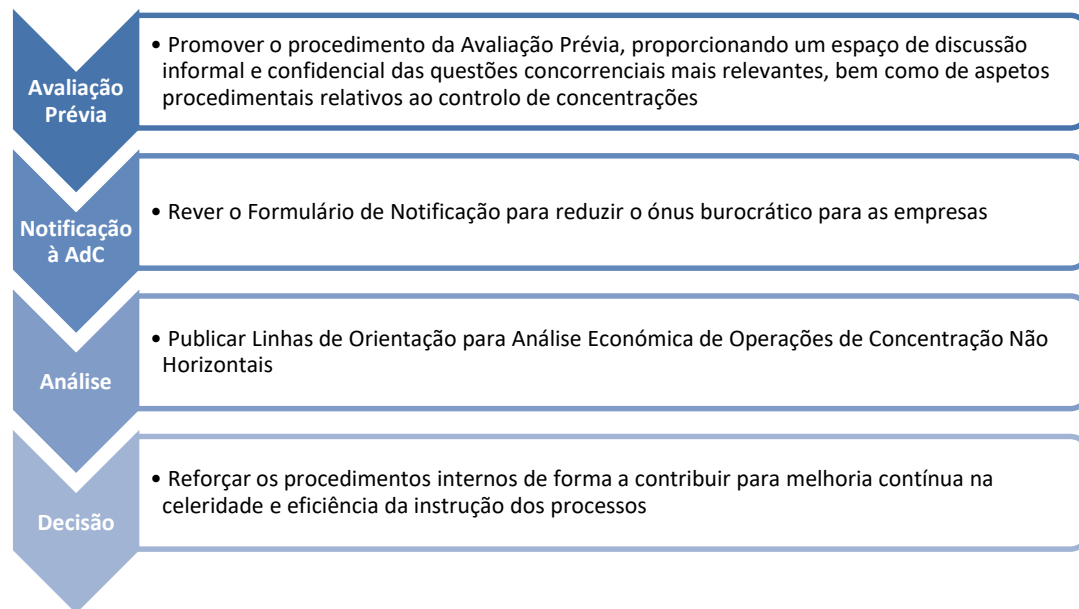 Avaliação
Prévia
• Promover o procedimento da Avaliação Prévia, proporcionando um espaço de discussão
informal e confidencial das questões concorrenciais mais relevantes, bem como de aspetos
procedimentais relativos ao controlo de concentrações
Notificação
à AdC
• Rever o Formulário de Notificação para reduzir o ónus burocrático para as empresas
Análise
• Publicar Linhas de Orientação para Análise Económica de Operações de Concentração Não
Horizontais
Decisão
• Reforçar os procedimentos internos de forma a contribuir para melhoria contínua na
celeridade e eficiência da instrução dos processos